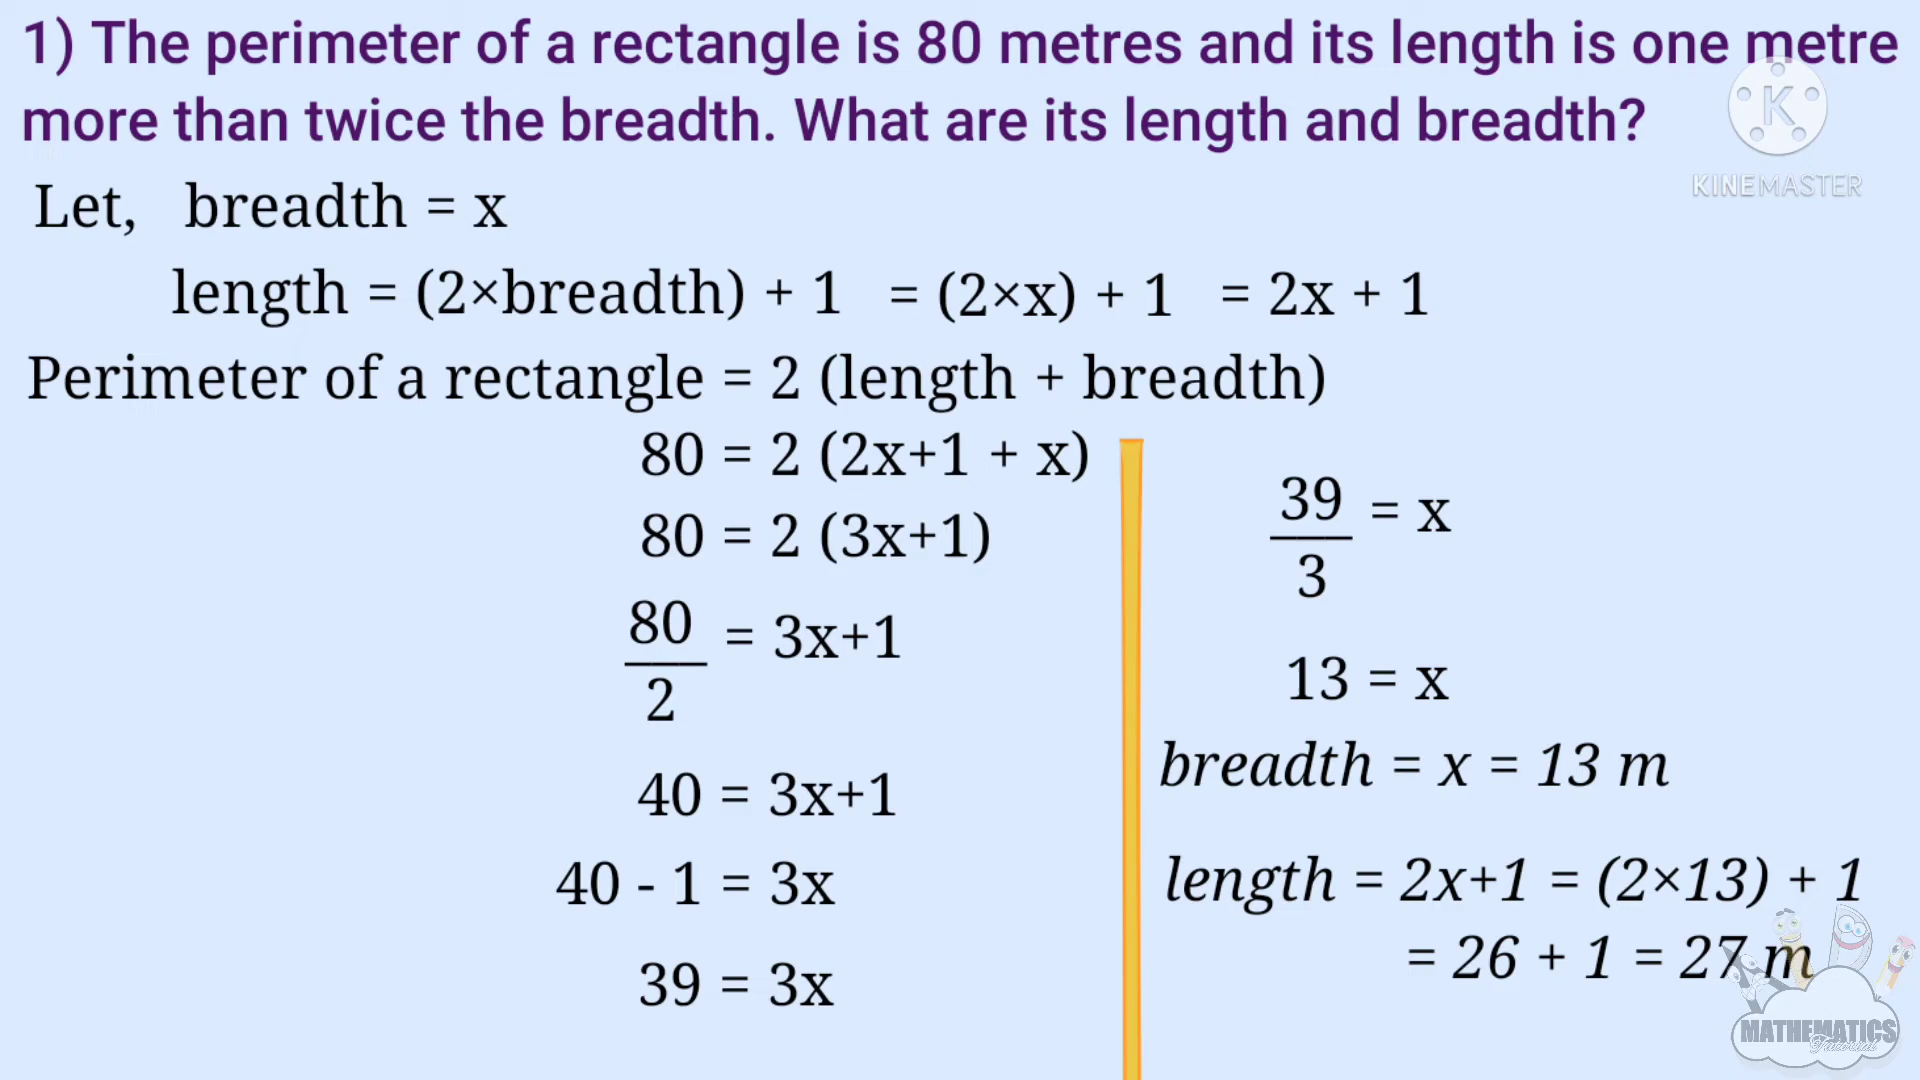 1) The perimeter of a rectangle is 80 metres and its length is one metre
more than twice the breadth. What are its length and breadth?
K
KINEMASTER
Let, breadth = x
length = (2×breadth) + 1 = (2×x) + 1 = 2x + 1
Perimeter of a rectangle = 2 (length + breadth)
80 = 2 (2x+1 + x)
80 = 2 (3x+1)
80
2
= 3x+1
40 = 3x+1
40 - 1 = 3x
39 = 3x
39
3
= x
13 = x
breadth = x = 13 m
length = 2x+1 = (2×13) + 1
= 26 + 1 = 27 m
MATHEMATICS
Tutorial